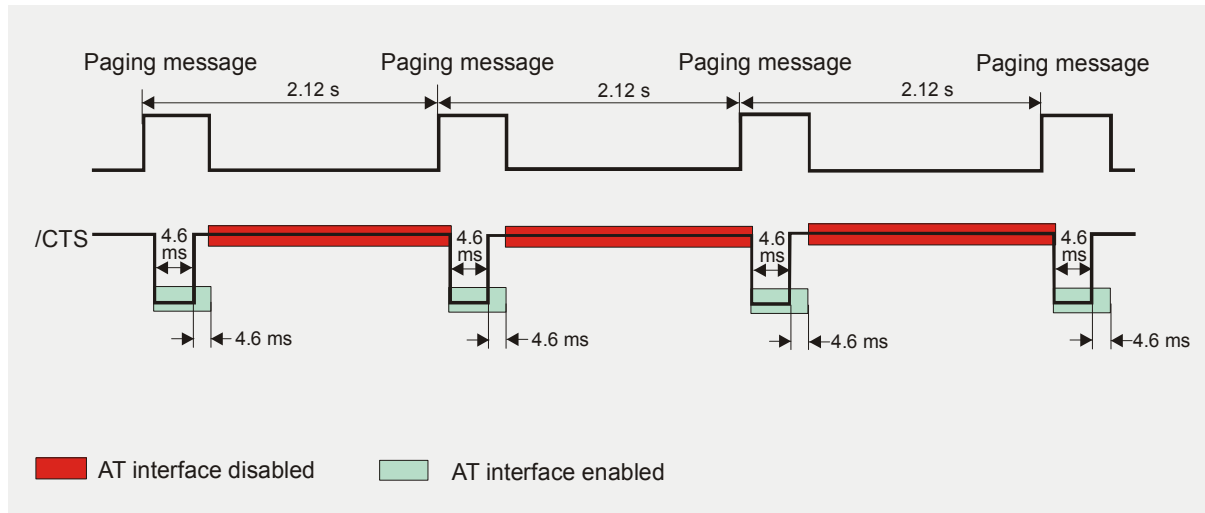 Paging message Paging message Paging message Paging message
2.12 s 2.12 s 2.12 s
/CTS
4.6 4.6 4.6 4.6
ms ms ms ms
4.6 ms 4.6 ms 4.6 ms 4.6 ms
AT interface disabled AT interface enabled